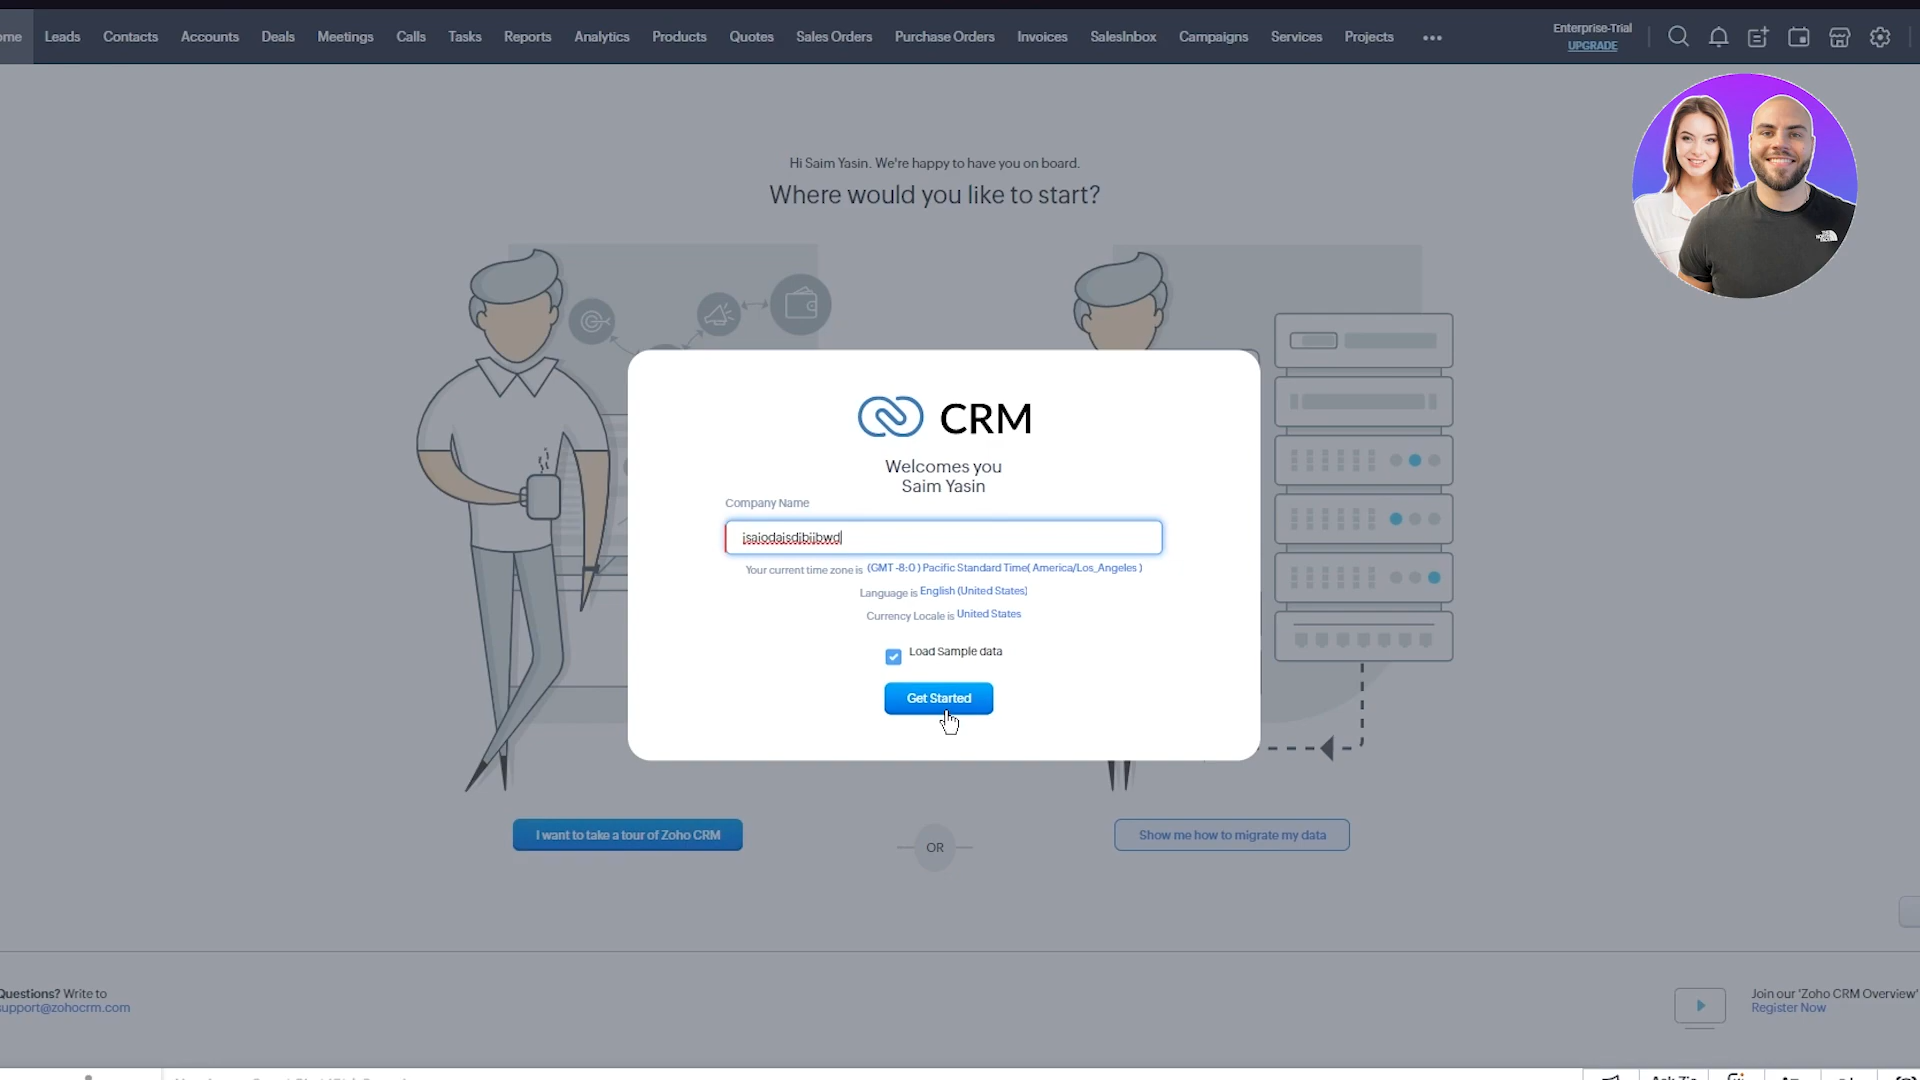 Leads Contacts Accounts Deals Meetings Calls Tasks Reports Analytics Products Quotes Sales Orders Purchase Orders Invoices SalesInbox Campaigns Services Projects •••
Enterprise-Trial
UPGRADE
Hi Saim Yasin. We're happy to have you on board.
Where would you like to start?
THE NORTH FACE
CRM
Welcomes you
Saim Yasin
Company Name
Your current time zone is (GMT -8:0 ) Pacific Standard Time( America/Los_Angeles )
Language is English (United States)
Currency Locale is United States
Load Sample data
Get Started
I want to take a tour of Zoho CRM
OR
Show me how to migrate my data
Questions? Write to
support@zohocrm.com
Join our 'Zoho CRM Overview'
Register Now